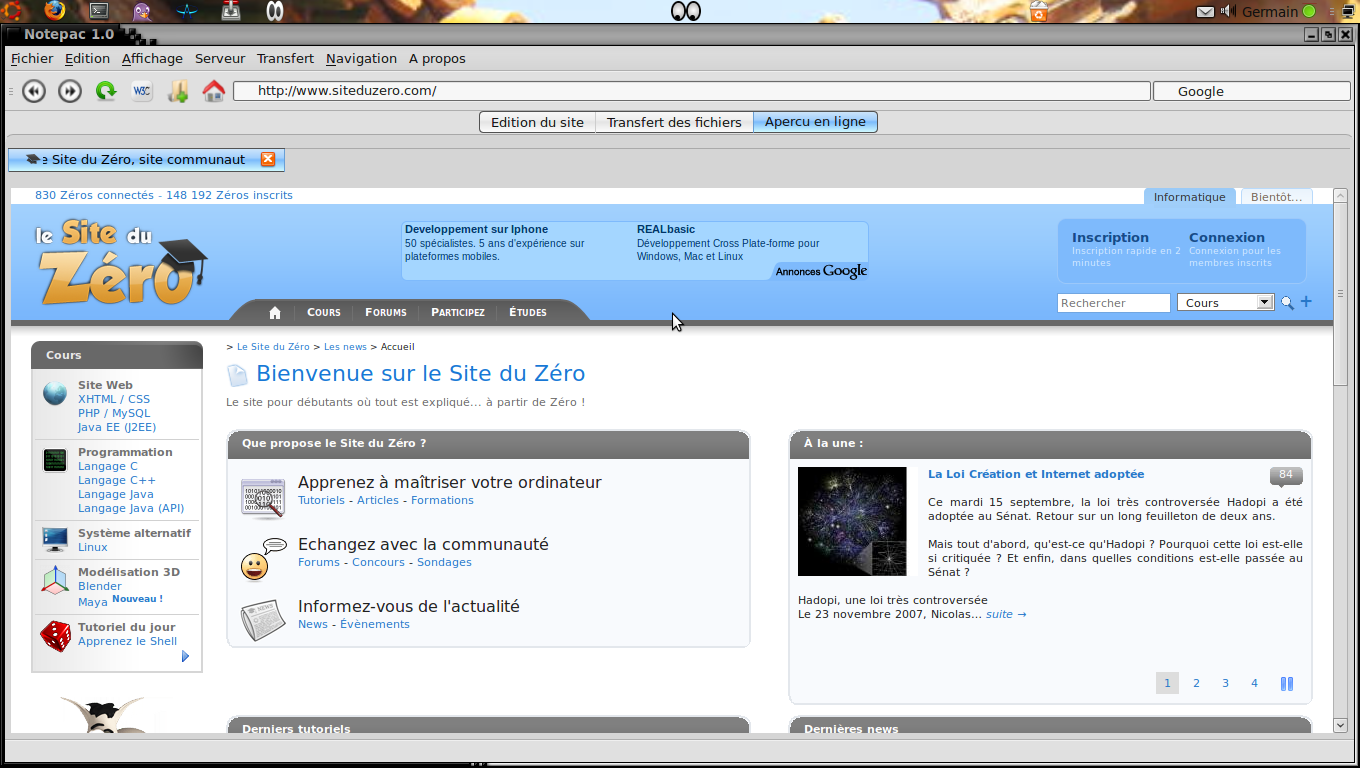 Germain
Notepac 1.0
Fichier Edition Affichage Serveur Transfert Navigation A propos
W3C http://www.siteduzero.com/ Google
Edition du site Transfert des fichiers Apercu en ligne
e Site du Zéro, site communaut
830 Zéros connectés - 148 192 Zéros inscrits
Informatique Bientôt...
le Site du
Zéro
Developpement sur Iphone
50 spécialistes. 5 ans d'expérience sur
plateformes mobiles.
REALbasic
Développement Cross Plate-forme pour
Windows, Mac et Linux
Annonces Google
Inscription
Inscription rapide en 2
minutes
Connexion
Connexion pour les
membres inscrits
Rechercher Cours
Cours Forums Participez Études
Cours
Site Web
XHTML / CSS
PHP / MySQL
Java EE (J2EE)
Programmation
Langage C
Langage C++
Langage Java
Langage Java (API)
Système alternatif
Linux
Modélisation 3D
Blender
Maya Nouveau !
Tutoriel du jour
Apprenez le Shell
> Le Site du Zéro > Les news > Accueil
Bienvenue sur le Site du Zéro
Le site pour débutants où tout est expliqué... à partir de Zéro !
Que propose le Site du Zéro ?
Apprenez à maîtriser votre ordinateur
Tutoriels - Articles - Formations
Echangez avec la communauté
Forums - Concours - Sondages
NEWS
Informez-vous de l'actualité
News - Évènements
À la une :
La Loi Création et Internet adoptée 84
Ce mardi 15 septembre, la loi très controversée Hadopi a été
adoptée au Sénat. Retour sur un long feuilleton de deux ans.
Mais tout d'abord, qu'est-ce qu'Hadopi ? Pourquoi cette loi est-elle
si critiquée ? Et enfin, dans quelles conditions est-elle passée au
Sénat ?
Hadopi, une loi très controversée
Le 23 novembre 2007, Nicolas... suite →
1 2 3 4
Derniers tutoriels
Dernières news